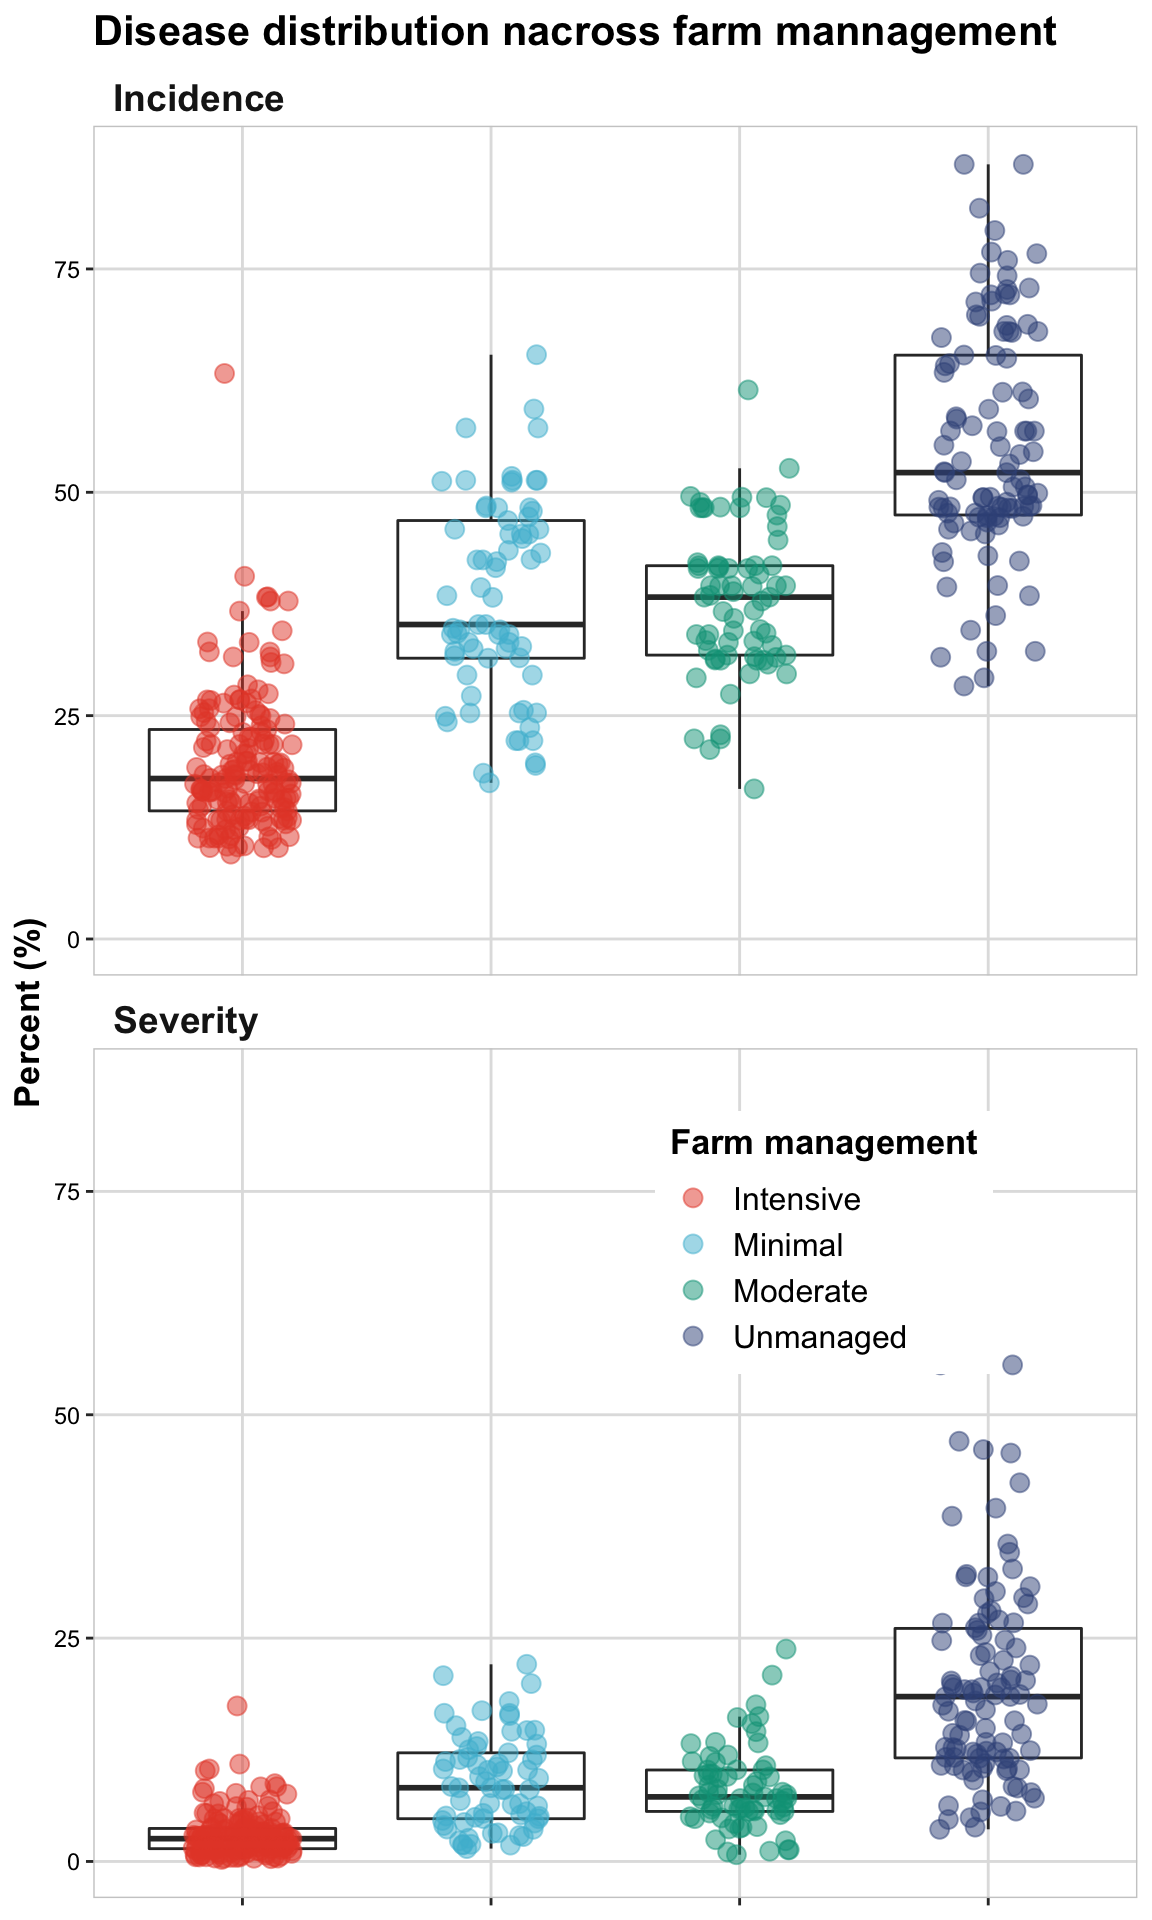 Disease distribution nacross farm mannagement
Incidence
75
50
25
0
Percent (%)
Severity
75
50
25
0
Farm management
Intensive
Minimal
Moderate
Unmanaged